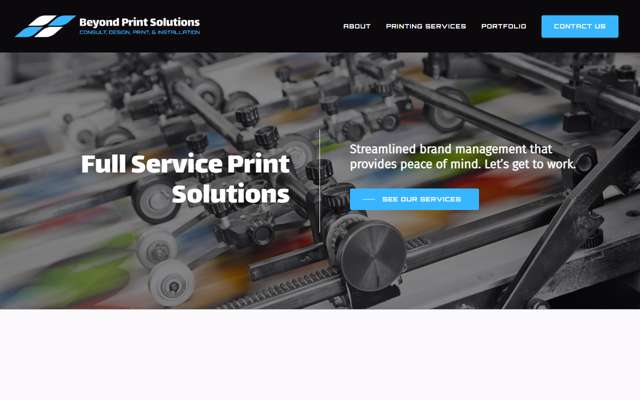 Beyond Print Solutions
CONSULT, DESIGN, PRINT, & INSTALLATION
ABOUT
PRINTING SERVICES
PORTFOLIO
CONTACT US
Full Service Print
Solutions
Streamlined brand management that
provides peace of mind. Let's get to work.
SEE OUR SERVICES